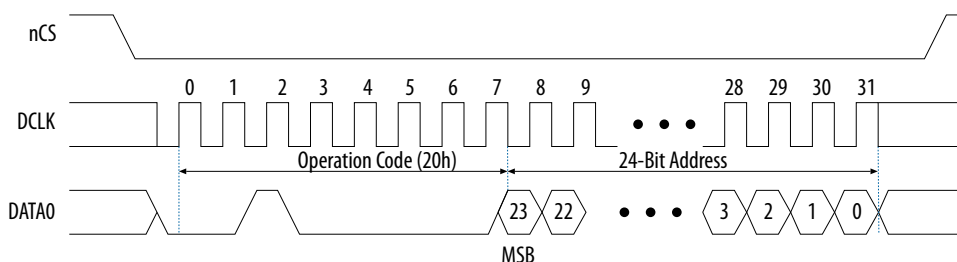 nCS
0 1 2 3 4 5 6 7 8 9 28 29 30 31
DCLK
Operation Code (20h) 24-Bit Address
DATA0 23 22 3 2 1 0
MSB